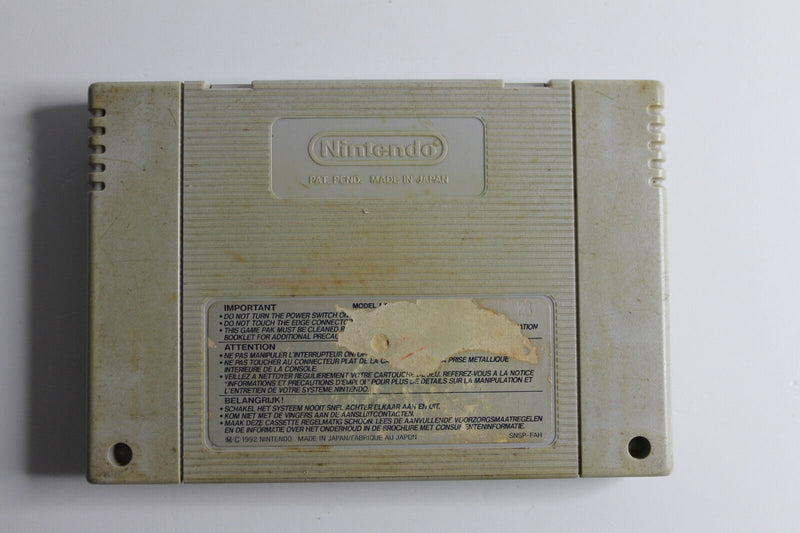 Nintendo®
PAT. PEND. MADE IN JAPAN
IMPORTANT MODEL
• DO NOT TURN THE POWER SWITCH
• DO NOT TOUCH THE EDGE
• THIS GAME PAK MUST BE CLEANED
BOOKLET FOR ADDITIONAL
ATTENTION
• NE PAS MANIPULER L'INTERRUPTEUR
• NE PAS TOUCHER AU CONNECTEUR PLAT DE LA PRISE METALLIQUE
INTERIEURE DE LA CONSOLE.
• VEILLEZ A NETTOYER REGULIEREMENT VOTRE CARTOUCHE DE JEU. REFEREZ-VOUS A LA NOTICE
"INFORMATIONS ET PRECAUTIONS D'EMPLOI" POUR PLUS DE DETAILS SUR LA MANIPULATION ET
L'ENTRETIEN DE VOTRE SYSTEME NINTENDO.
BELANGRIJK!
• SCHAKEL HET SYSTEEM NOOIT SNEL ACHTER ELKAAR AAN EN UIT.
• KOM NIET MET DE VINGERS AAN DE AANSLUITCONTACTEN.
• MAAK DEZE CASSETTE REGELMATIG SCHOON. LEES DE AANVULLENDE VOORZORGSMAATREGELEN
EN DE INFORMATIE OVER HET ONDERHOUD IN DE BROCHURE MET CONSUMENTENINFORMATIE.
Ⓜ © 1992 NINTENDO MADE IN JAPAN/FABRIQUE AU JAPON SNSP-FAH